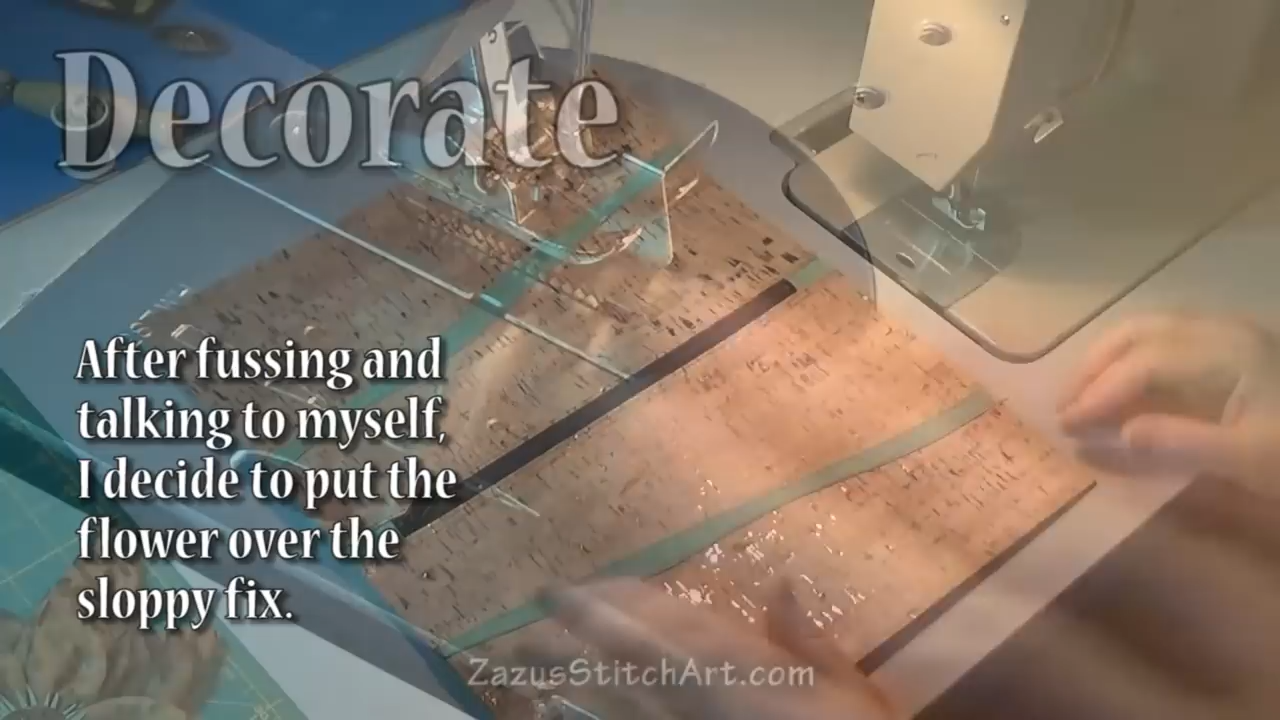 Decorate
After fussing and
talking to myself,
I decide to put the
flower over the
sloppy fix.
ZazusStitchArt.com